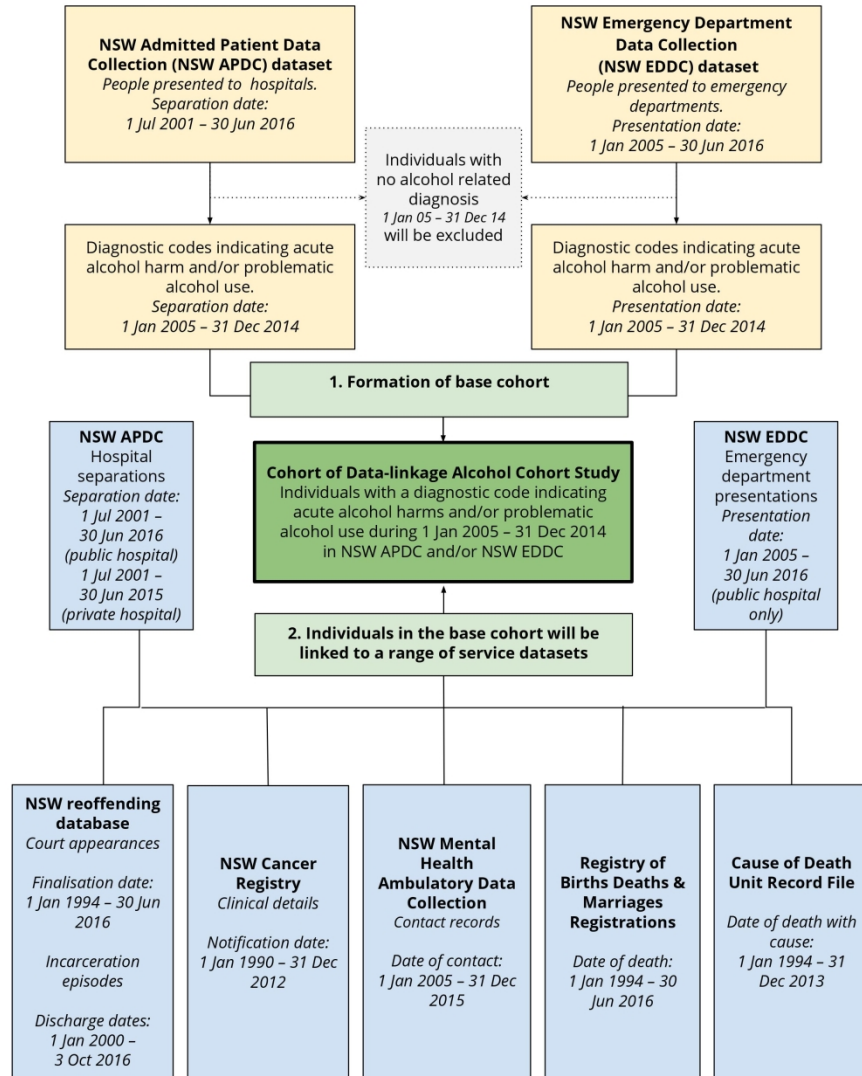 NSW Admitted Patient Data
Collection (NSW APDC) dataset
People presented to hospitals.
Separation date:
1 Jul 2001 – 30 Jun 2016
NSW Emergency Department
Data Collection
(NSW EDDC) dataset
People presented to emergency
departments.
Presentation date:
1 Jan 2005 – 30 Jun 2016
Individuals with
no alcohol related
diagnosis
1 Jan 05 – 31 Dec 14
will be excluded
Diagnostic codes indicating acute
alcohol harm and/or problematic
alcohol use.
Separation date:
1 Jan 2005 – 31 Dec 2014
Diagnostic codes indicating acute
alcohol harm and/or problematic
alcohol use.
Presentation date:
1 Jan 2005 – 31 Dec 2014
1. Formation of base cohort
NSW APDC
Hospital
separations
Separation date:
1 Jul 2001 –
30 Jun 2016
(public hospital)
1 Jul 2001 –
30 Jun 2015
(private hospital)
Cohort of Data-linkage Alcohol Cohort Study
Individuals with a diagnostic code indicating
acute alcohol harms and/or problematic
alcohol use during 1 Jan 2005 – 31 Dec 2014
in NSW APDC and/or NSW EDDC
NSW EDDC
Emergency
department
presentations
Presentation
date:
1 Jan 2005 –
30 Jun 2016
(public hospital
only)
2. Individuals in the base cohort will be
linked to a range of service datasets
NSW reoffending
database
Court appearances
Finalisation date:
1 Jan 1994 – 30 Jun
2016
Incarceration
episodes
Discharge dates:
1 Jan 2000 –
3 Oct 2016
NSW Cancer
Registry
Clinical details
Notification date:
1 Jan 1990 – 31 Dec
2012
NSW Mental
Health
Ambulatory Data
Collection
Contact records
Date of contact:
1 Jan 2005 – 31 Dec
2015
Registry of
Births Deaths &
Marriages
Registrations
Date of death:
1 Jan 1994 – 30
Jun 2016
Cause of Death
Unit Record File
Date of death with
cause:
1 Jan 1994 – 31
Dec 2013